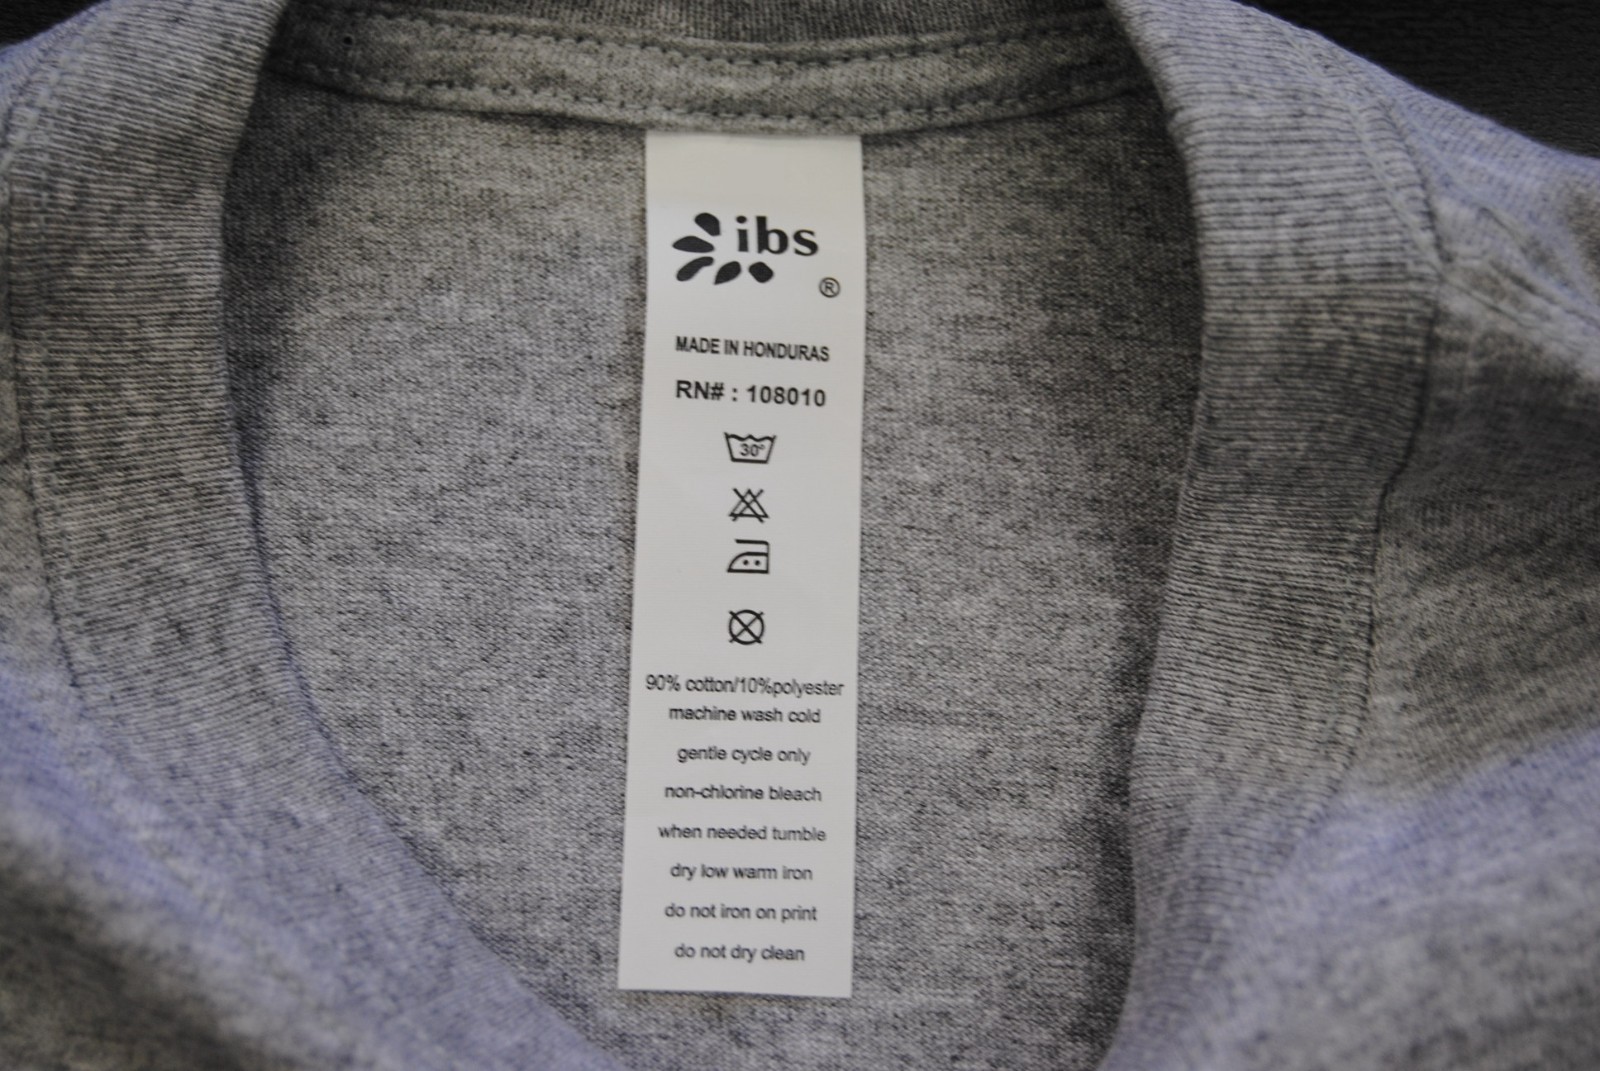 ibs
®
MADE IN HONDURAS
RN# : 108010
30°
90% cotton/10%polyester
machine wash cold
gentle cycle only
non-chlorine bleach
when needed tumble
dry low warm iron
do not iron on print
do not dry clean